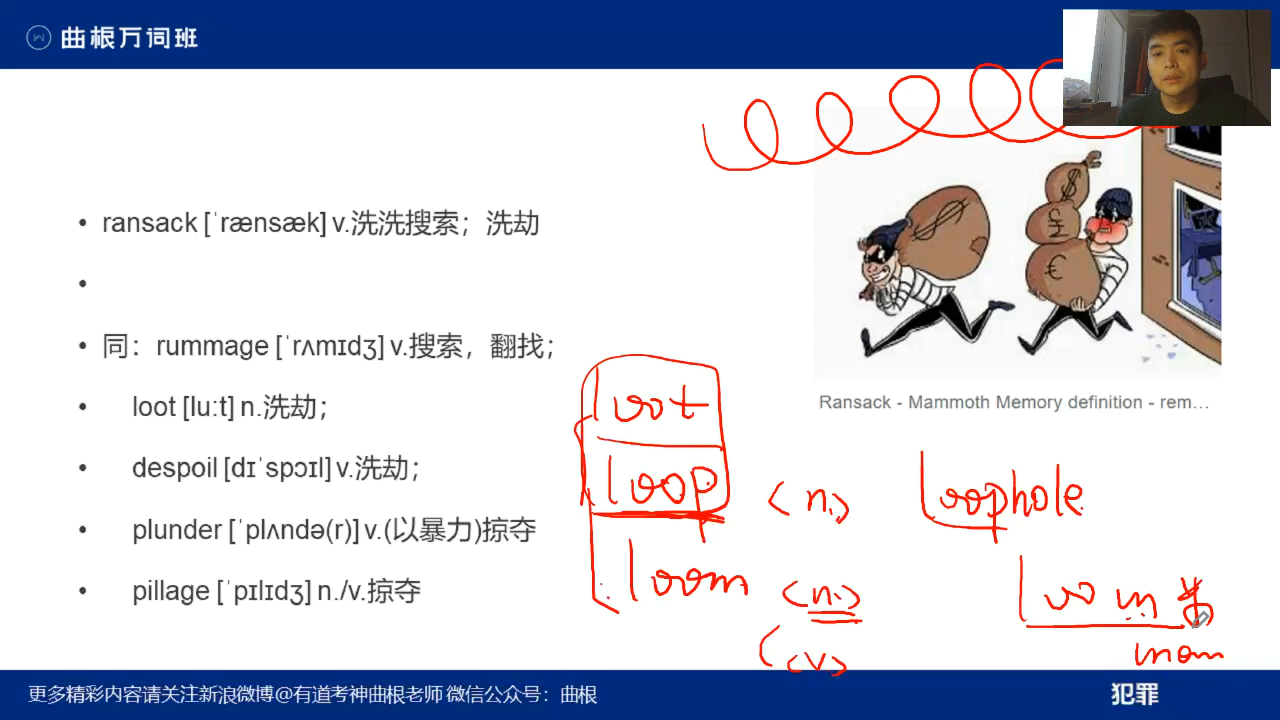 曲根万词班
• ransack [ˈrænsæk] v.洗洗搜索；洗劫
•
• 同：rummage [ˈrʌmɪdʒ] v.搜索，翻找；
• loot [luːt] n.洗劫；
• despoil [dɪˈspɔɪl] v.洗劫；
• plunder [ˈplʌndə(r)] v.(以暴力)掠夺
• pillage [ˈpɪlɪdʒ] n./v.掠夺
$ $ £ €
Ransack - Mammoth Memory definition - rem…
loot
loop <n.> loophole
loom <n.> loom
<v> mom
更多精彩内容请关注新浪微博@有道考神曲根老师 微信公众号：曲根
犯罪